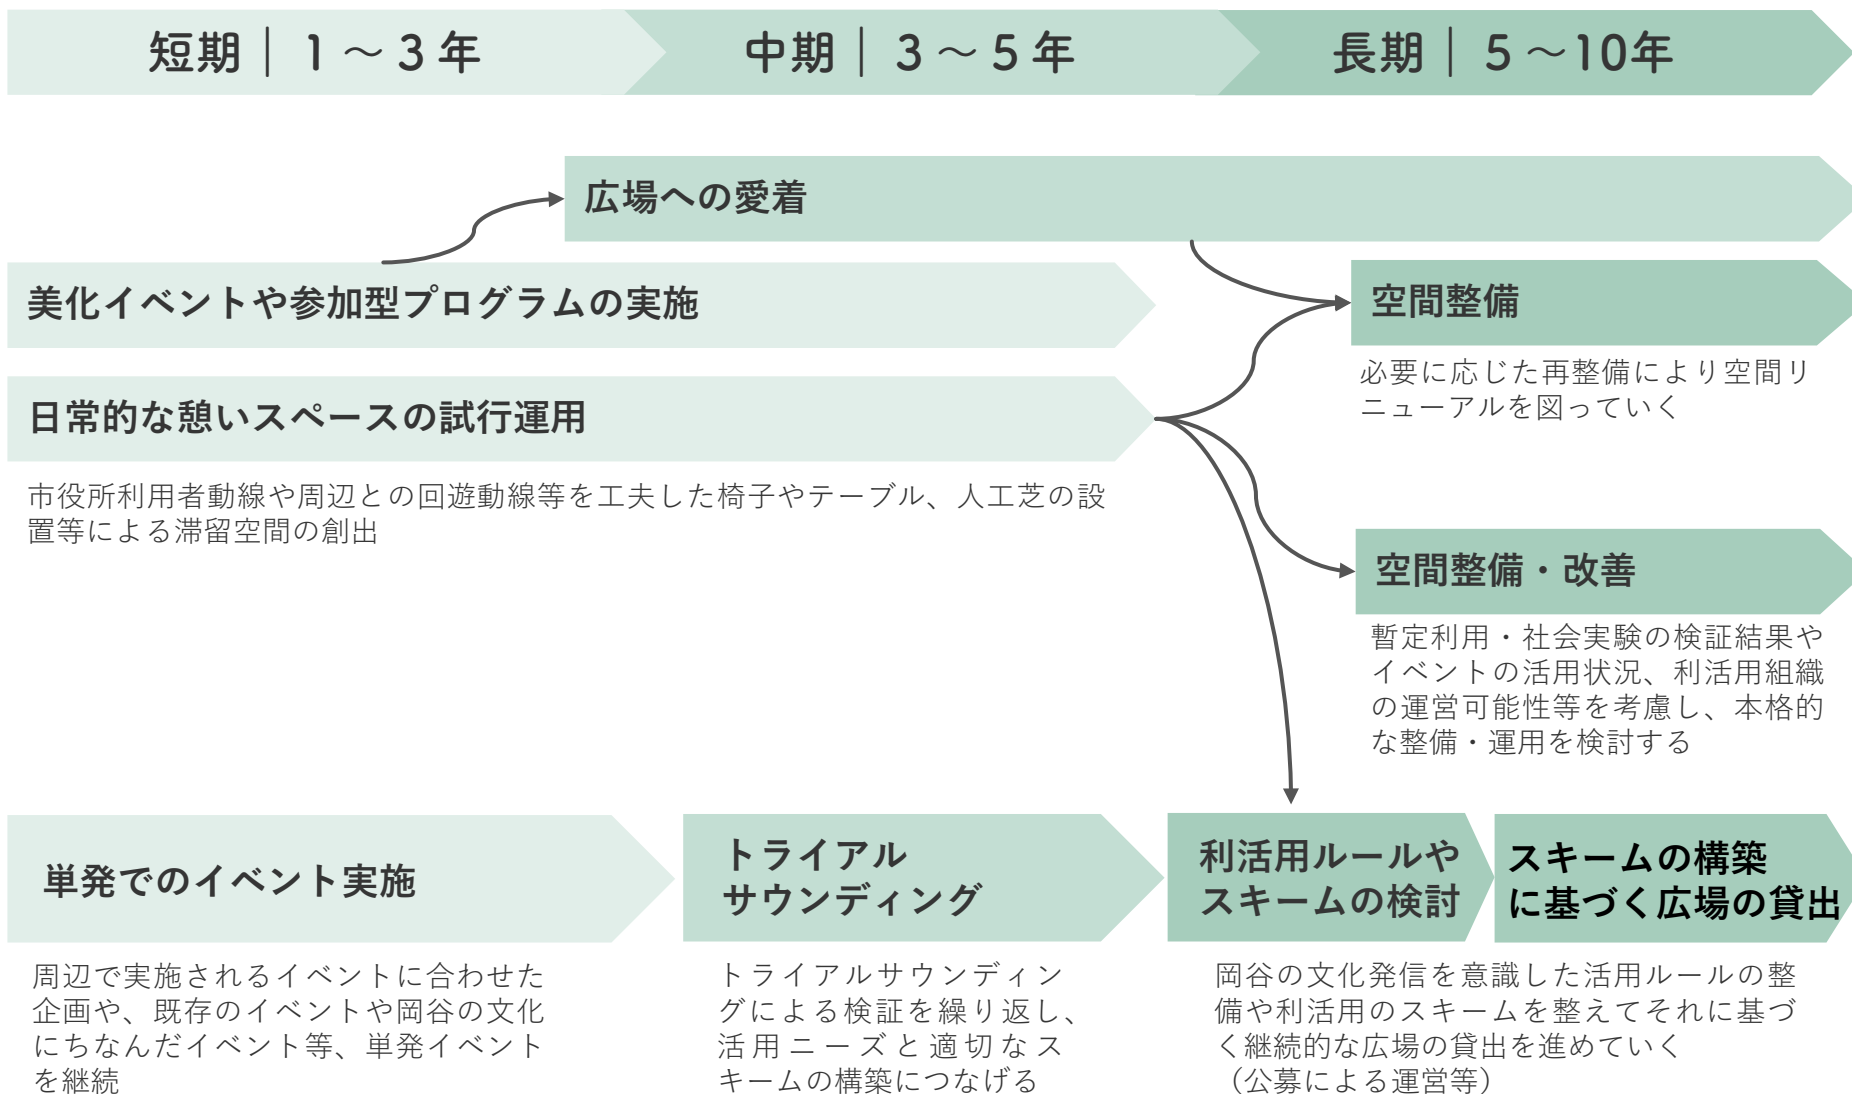 短期｜１～３年
中期｜３～５年
長期｜５～10年
広場への愛着
美化イベントや参加型プログラムの実施
空間整備
必要に応じた再整備により空間リ
ニューアルを図っていく
日常的な憩いスペースの試行運用
市役所利用者動線や周辺との回遊動線等を工夫した椅子やテーブル、人工芝の設
置等による滞留空間の創出
空間整備・改善
暫定利用・社会実験の検証結果や
イベントの活用状況、利活用組織
の運営可能性等を考慮し、本格的
な整備・運用を検討する
単発でのイベント実施
周辺で実施されるイベントに合わせた
企画や、既存のイベントや岡谷の文化
にちなんだイベント等、単発イベント
を継続
トライアル
サウンディング
トライアルサウンディン
グによる検証を繰り返し、
活用ニーズと適切なス
キームの構築につなげる
利活用ルールや
スキームの検討
スキームの構築
に基づく広場の貸出
岡谷の文化発信を意識した活用ルールの整
備や利活用のスキームを整えてそれに基づ
く継続的な広場の貸出を進めていく
（公募による運営等）